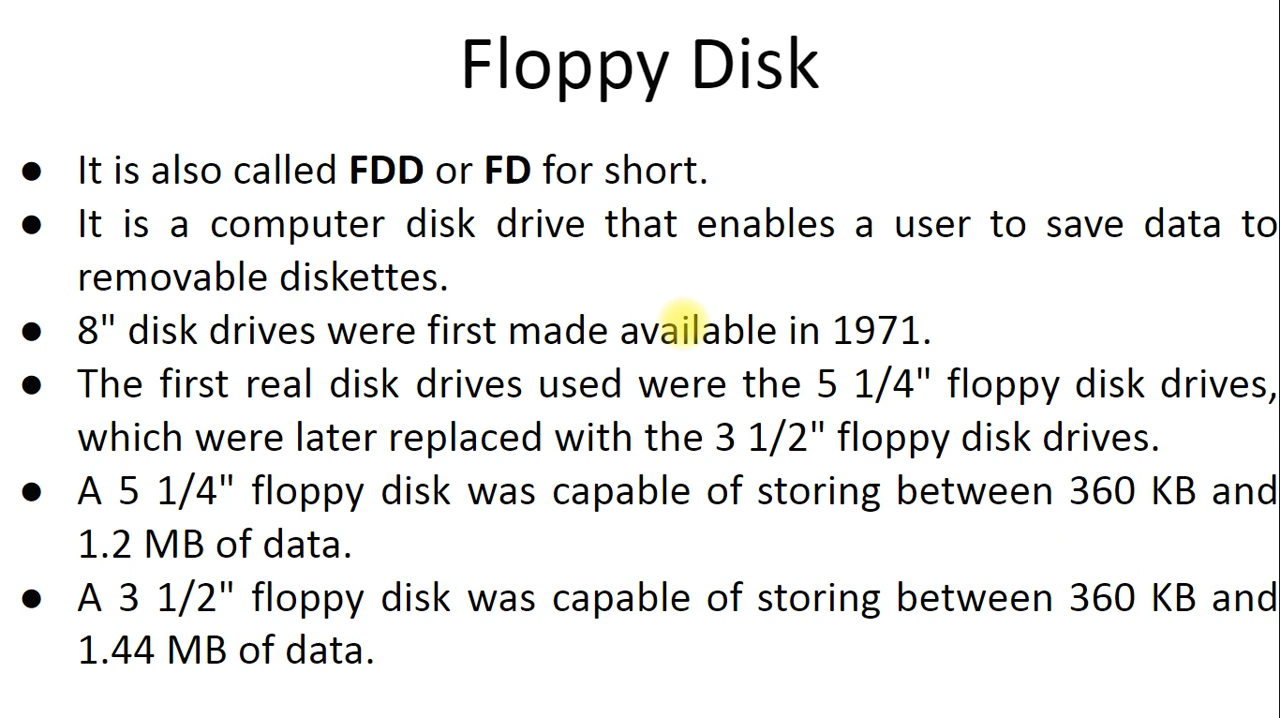 Floppy Disk
● It is also called FDD or FD for short.
● It is a computer disk drive that enables a user to save data to
removable diskettes.
● 8" disk drives were first made available in 1971.
● The first real disk drives used were the 5 1/4" floppy disk drives,
which were later replaced with the 3 1/2" floppy disk drives.
● A 5 1/4" floppy disk was capable of storing between 360 KB and
1.2 MB of data.
● A 3 1/2" floppy disk was capable of storing between 360 KB and
1.44 MB of data.